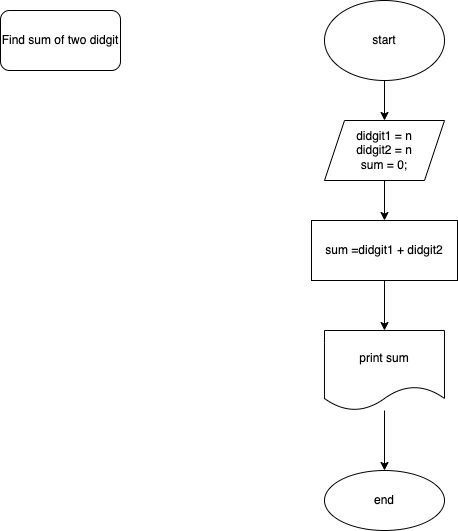 Find sum of two didgit
start
didgit1 = n
didgit2 = n
sum = 0;
sum =didgit1 + didgit2
print sum
end